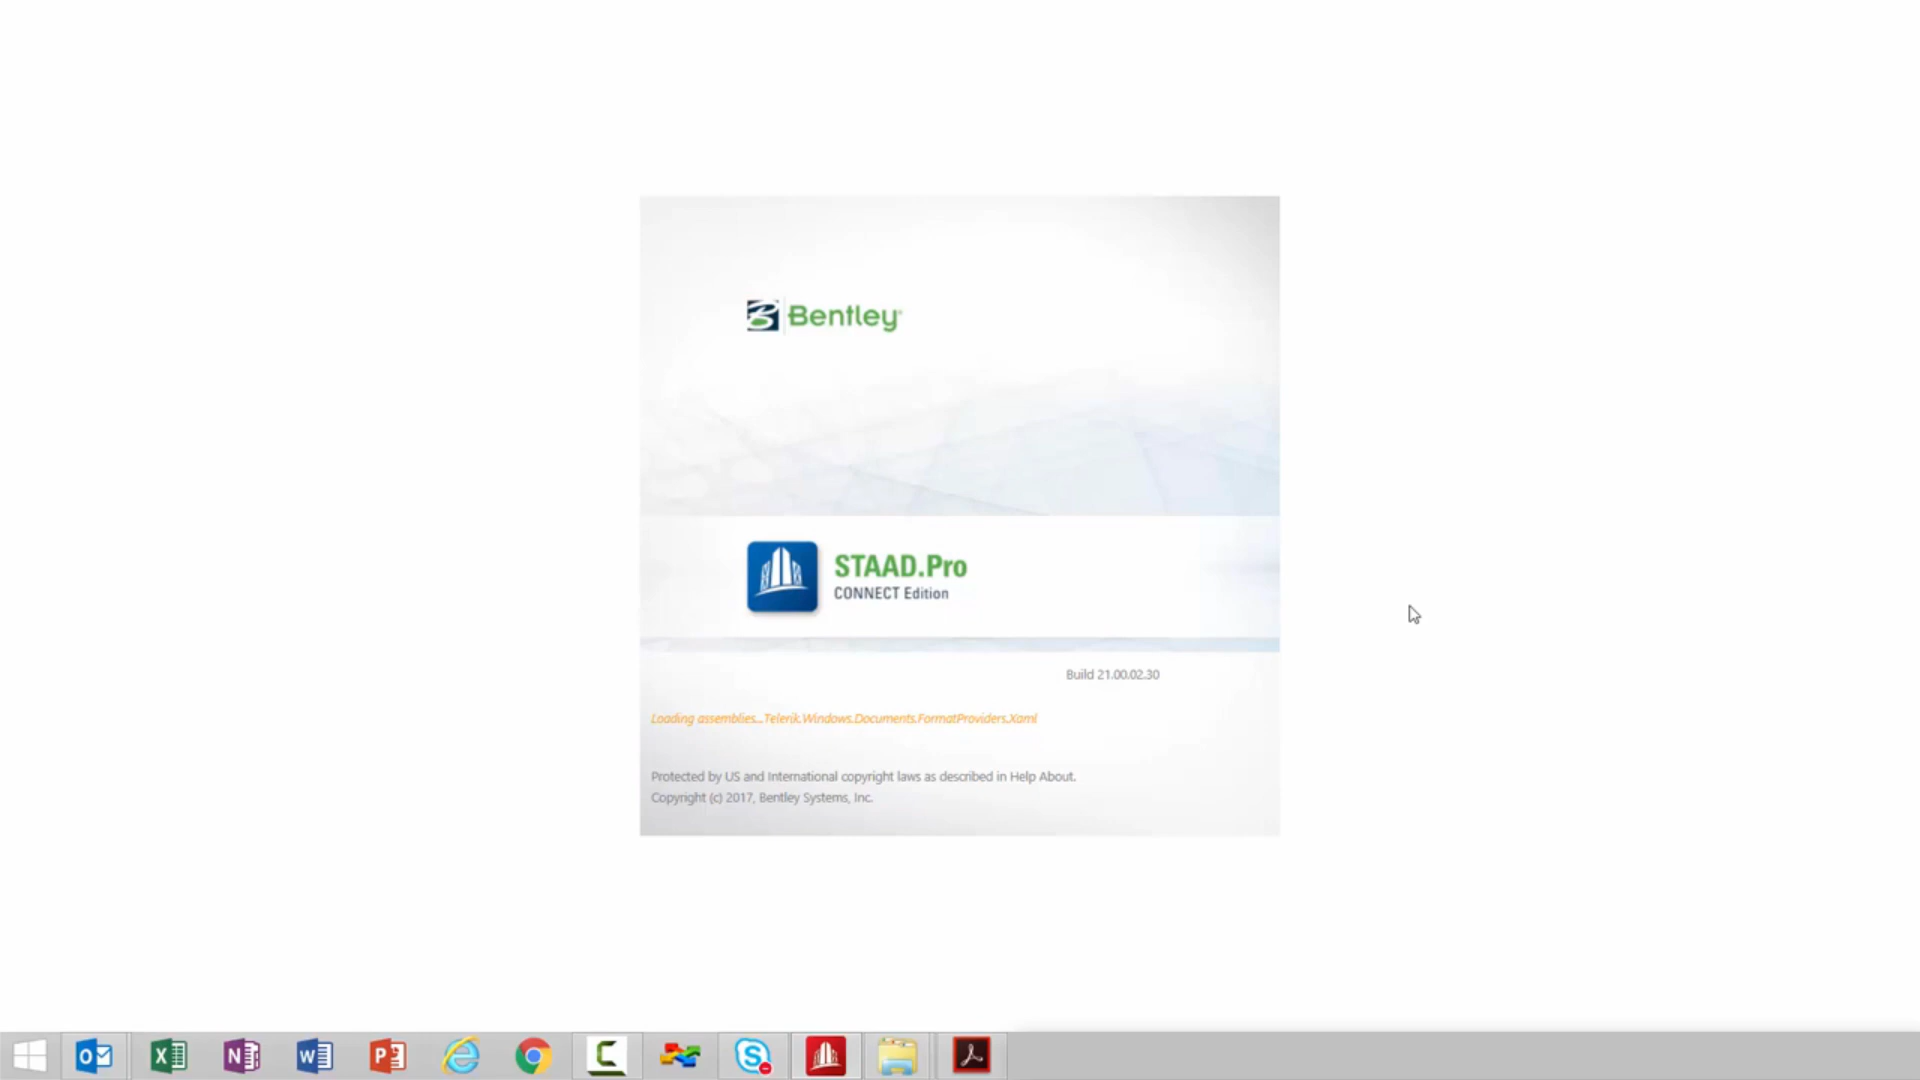 Bentley
STAAD.Pro
CONNECT Edition
Build 21.00.02.30
Loading assemblies...Telerik.Windows.Documents.FormatProviders.Xaml
Protected by US and International copyright laws as described in Help About.
Copyright (c) 2017, Bentley Systems, Inc.